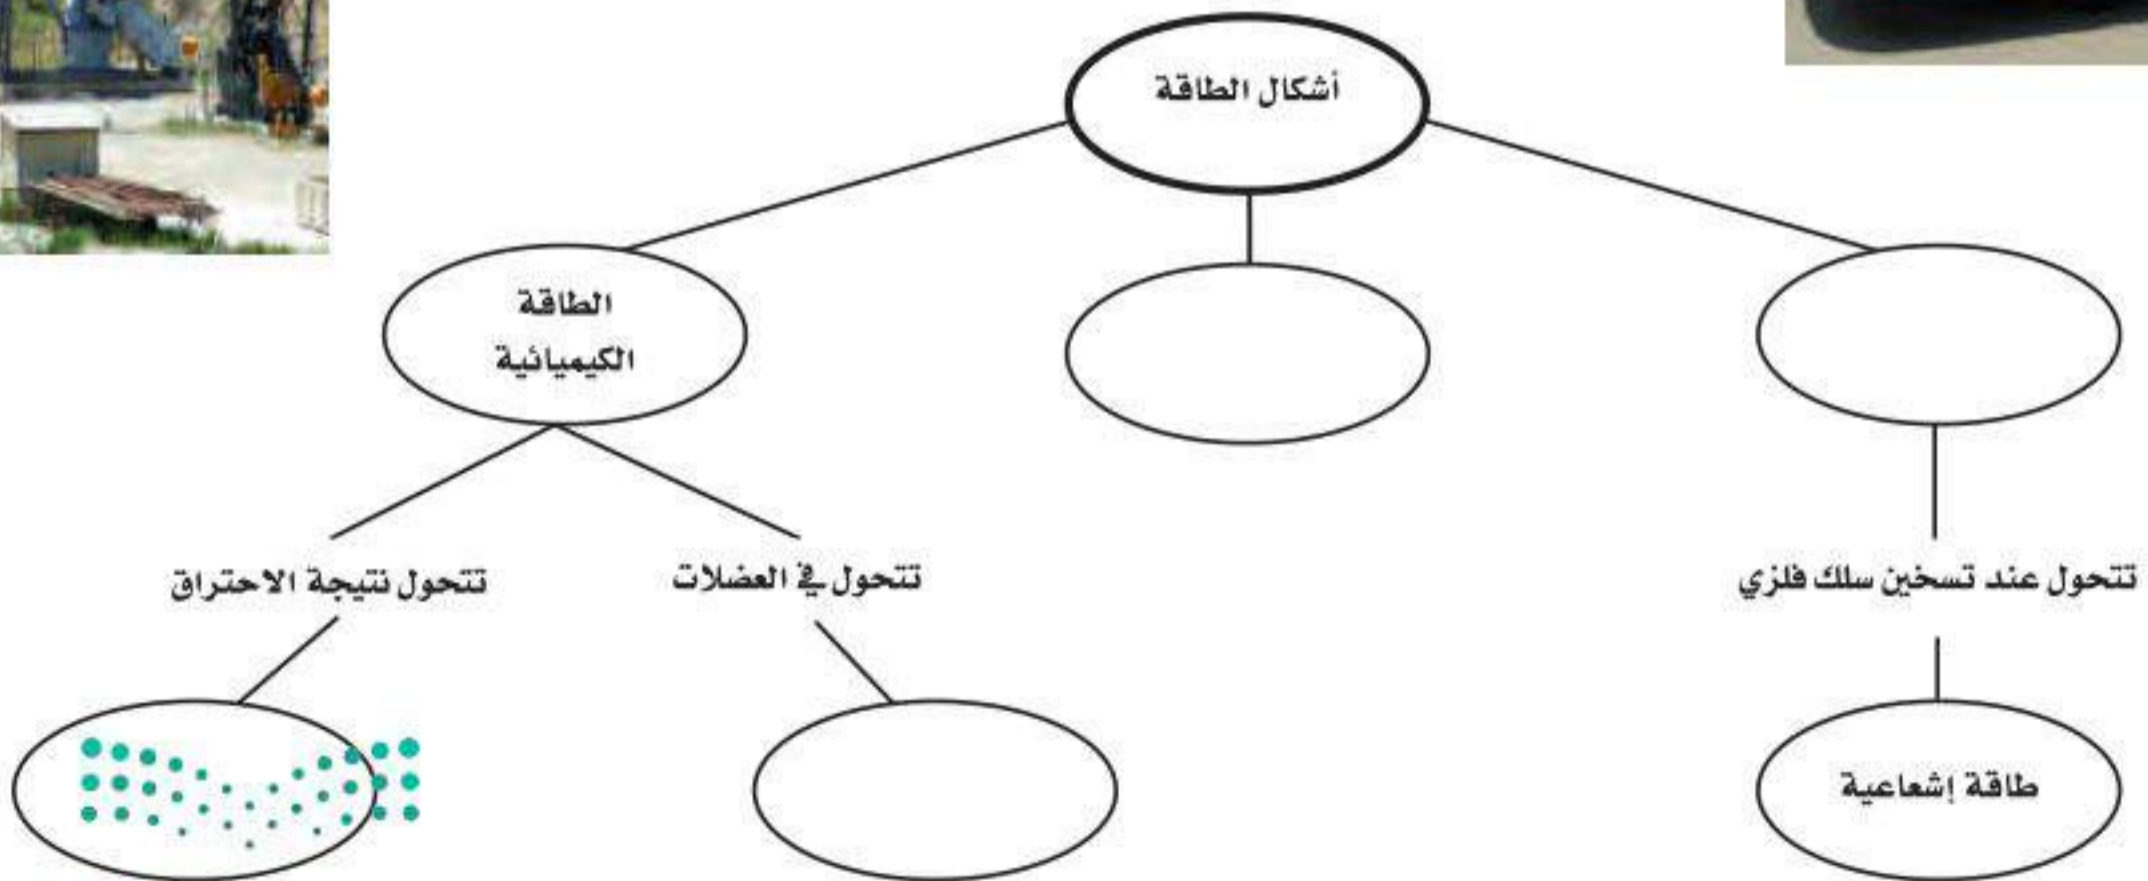 أشكال الطاقة
الطاقة
الكيميائية
تتحول عند تسخين سلك فلزي
تتحول في العضلات
تتحول نتيجة الاحتراق
طاقة إشعاعية